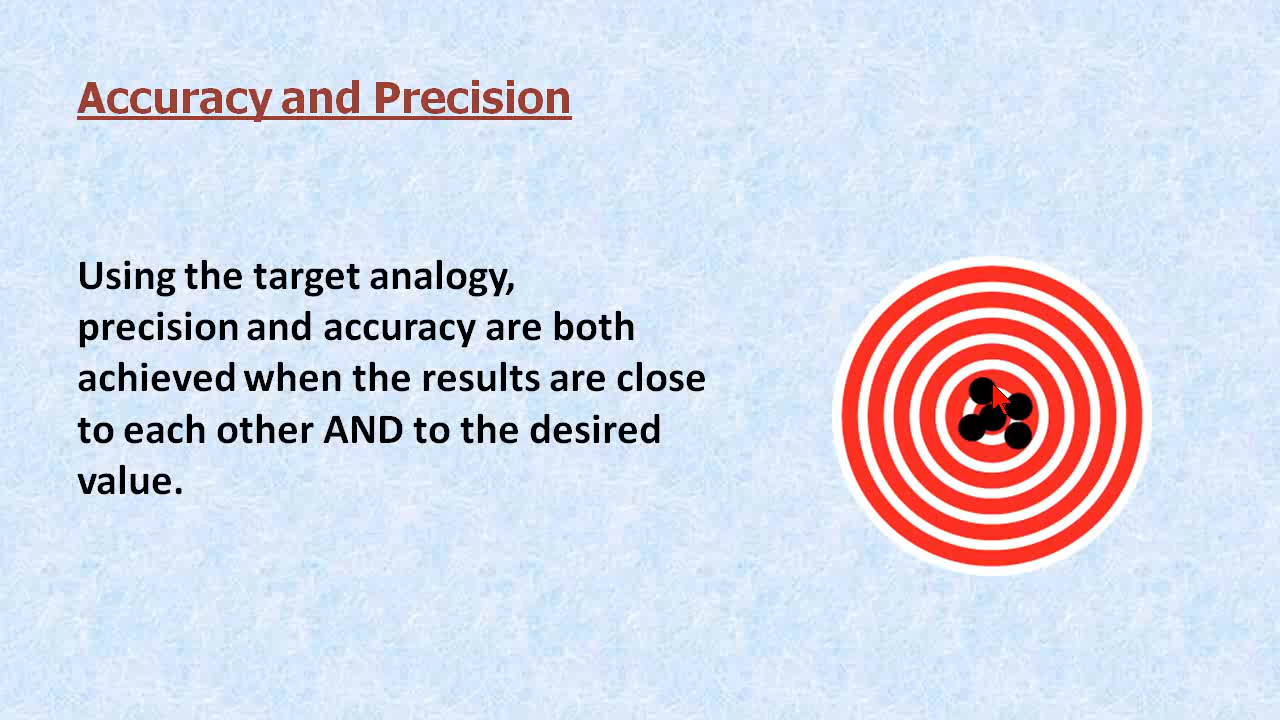 Accuracy and Precision
Using the target analogy,
precision and accuracy are both
achieved when the results are close
to each other AND to the desired
value.